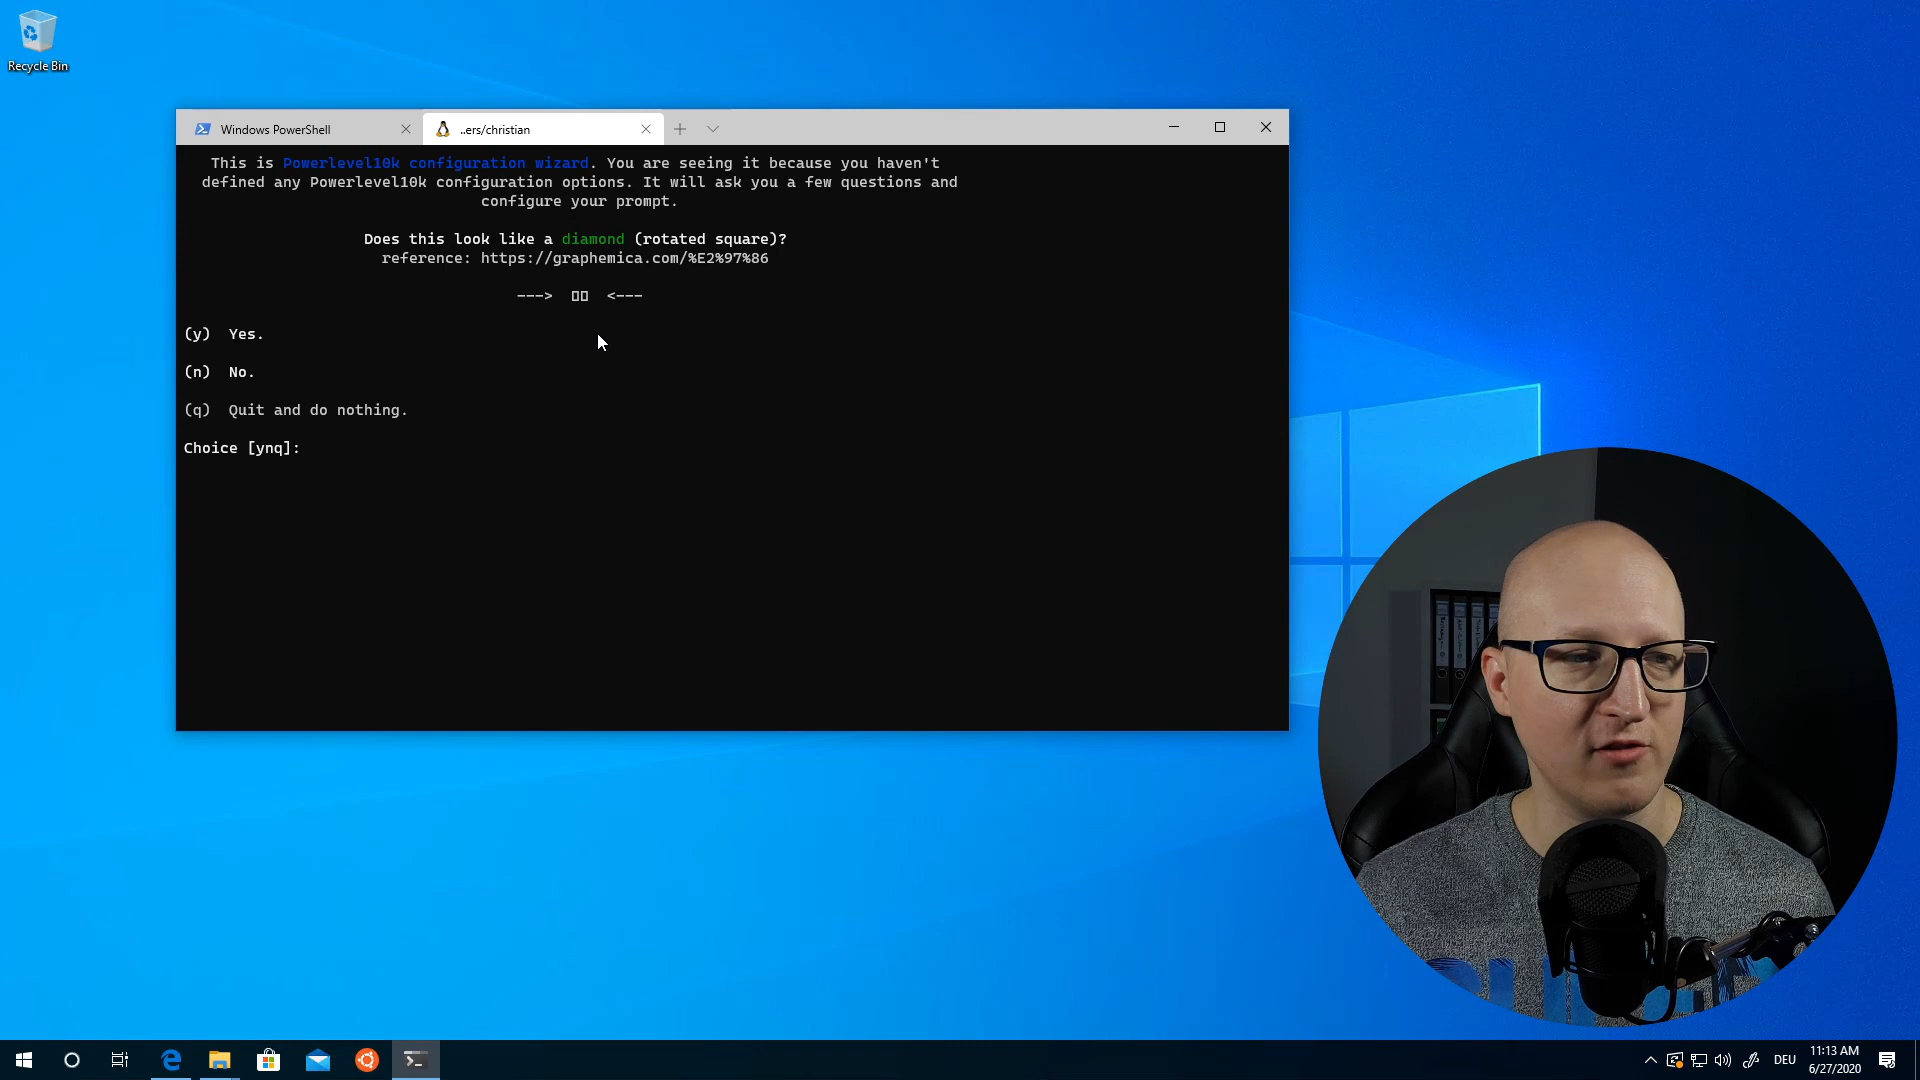 Recycle Bin
Windows PowerShell
..ers/christian
This is Powerlevel10k configuration wizard. You are seeing it because you haven't
defined any Powerlevel10k configuration options. It will ask you a few questions and
configure your prompt.
Does this look like a diamond (rotated square)?
reference: https://graphemica.com/%E2%97%86
---> ▯▯ <---
(y) Yes.
(n) No.
(q) Quit and do nothing.
Choice [ynq]:
DEU
11:13 AM
6/27/2020